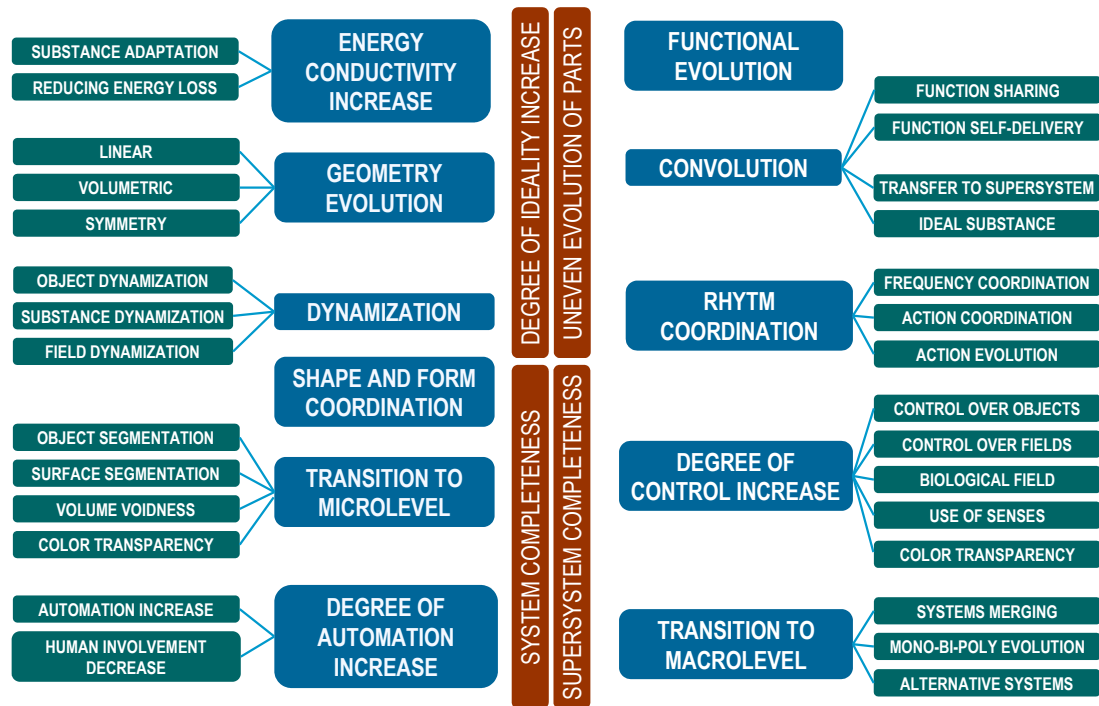 SUBSTANCE ADAPTATION
REDUCING ENERGY LOSS
ENERGY
CONDUCTIVITY
INCREASE
LINEAR
VOLUMETRIC
SYMMETRY
GEOMETRY
EVOLUTION
OBJECT DYNAMIZATION
SUBSTANCE DYNAMIZATION
FIELD DYNAMIZATION
DYNAMIZATION
SHAPE AND FORM
COORDINATION
OBJECT SEGMENTATION
SURFACE SEGMENTATION
VOLUME VOIDNESS
COLOR TRANSPARENCY
TRANSITION TO
MICROLEVEL
AUTOMATION INCREASE
HUMAN INVOLVEMENT
DECREASE
DEGREE OF
AUTOMATION
INCREASE
DEGREE OF IDEALITY INCREASE
UNEVEN EVOLUTION OF PARTS
SYSTEM COMPLETENESS
SUPERSYSTEM COMPLETENESS
FUNCTIONAL
EVOLUTION
CONVOLUTION
FUNCTION SHARING
FUNCTION SELF-DELIVERY
TRANSFER TO SUPERSYSTEM
IDEAL SUBSTANCE
RHYTM
COORDINATION
FREQUENCY COORDINATION
ACTION COORDINATION
ACTION EVOLUTION
DEGREE OF
CONTROL INCREASE
CONTROL OVER OBJECTS
CONTROL OVER FIELDS
BIOLOGICAL FIELD
USE OF SENSES
COLOR TRANSPARENCY
TRANSITION TO
MACROLEVEL
SYSTEMS MERGING
MONO-BI-POLY EVOLUTION
ALTERNATIVE SYSTEMS